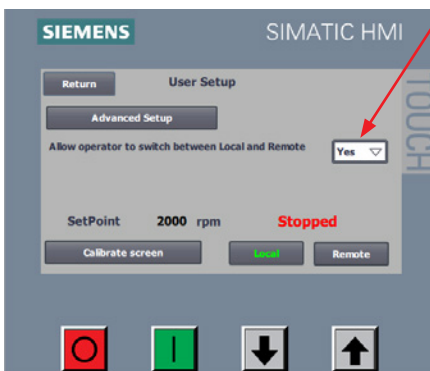 SIEMENS SIMATIC HMI
TOUCH
Return User Setup
Advanced Setup
Allow operator to switch between Local and Remote Yes
SetPoint 2000 rpm Stopped
Calibrate screen Local Remote